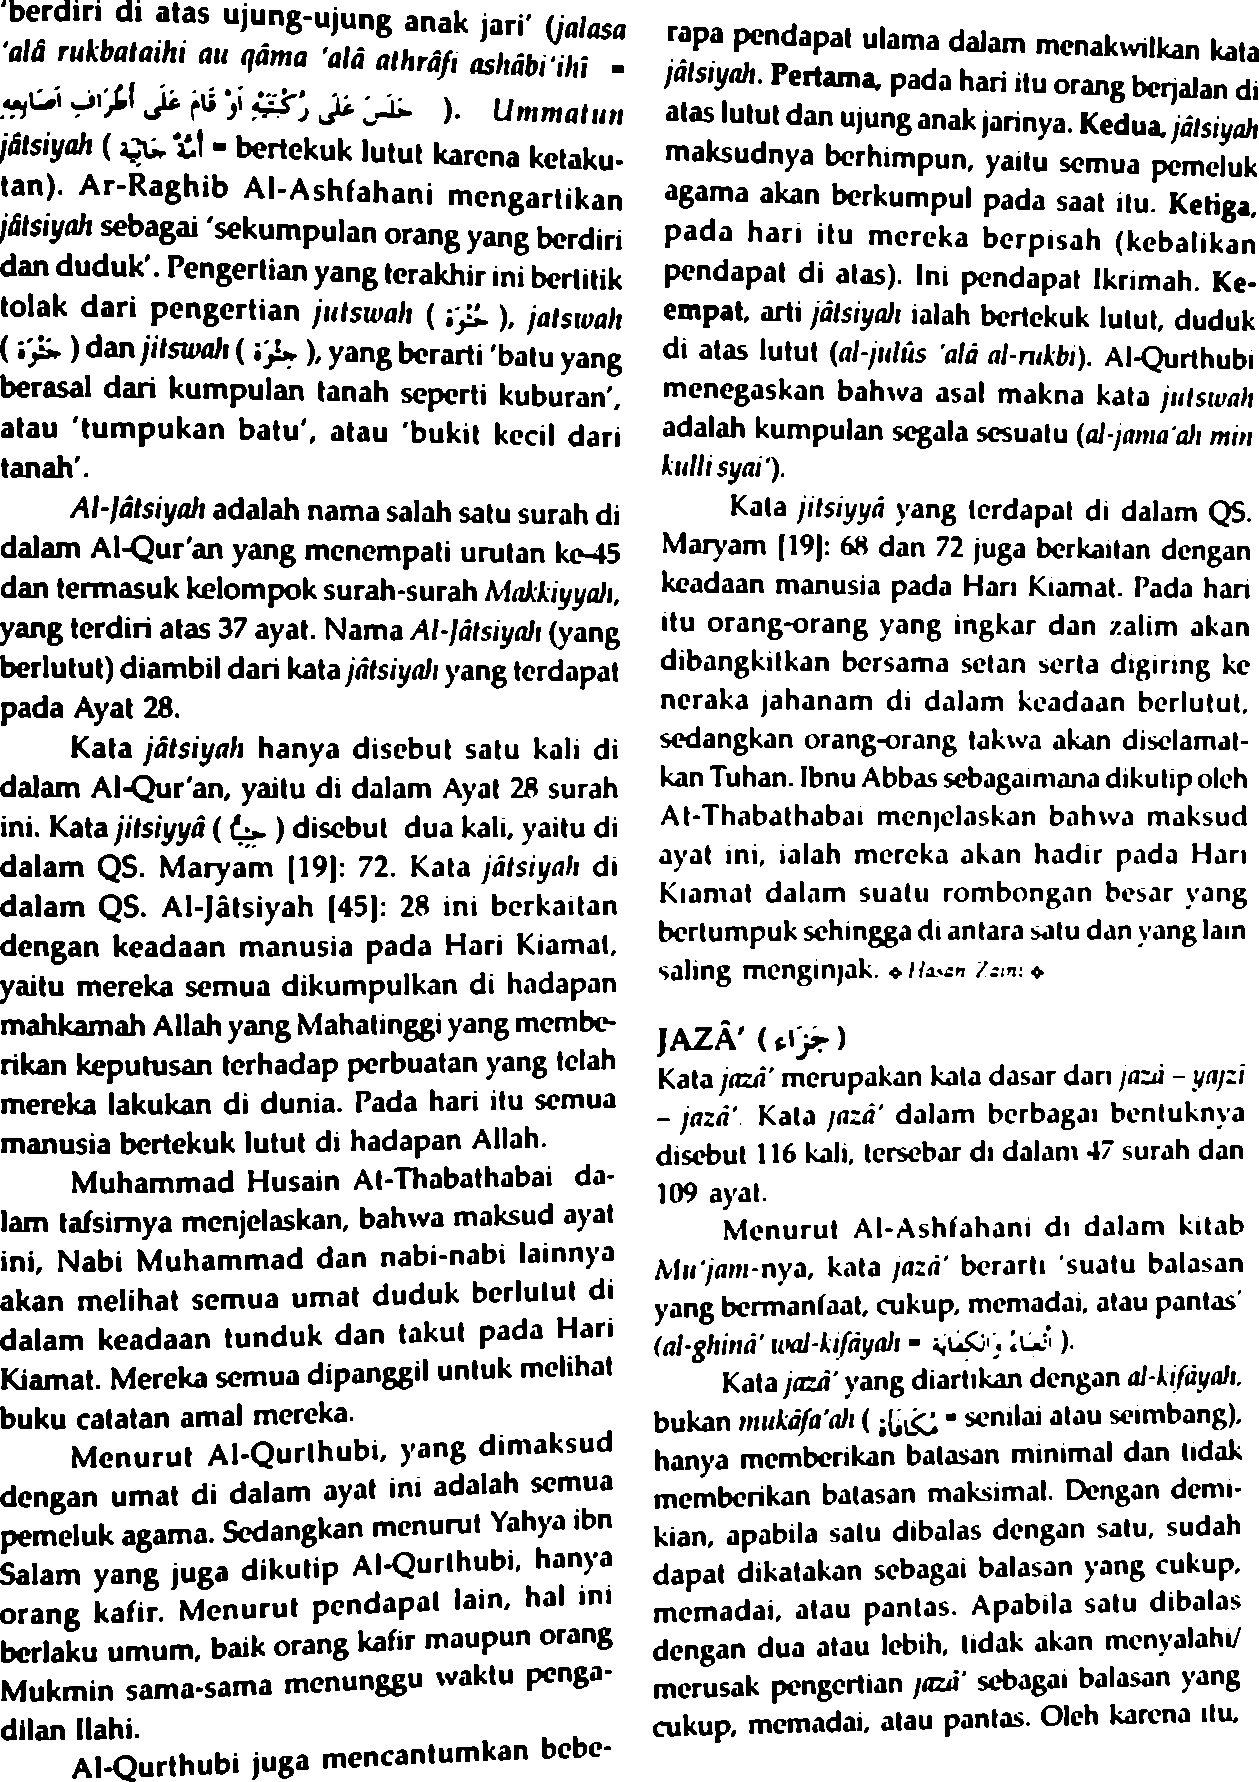 'berdiri di atas ujung-ujung anak jari' (jalasa
'alâ rukbataihi au qâma 'alâ athrâfi ashâbi'ihî =
جَلَسَ عَلَى رُكْبَتَيْهِ أَوْ قَامَ عَلَى أَطْرَافِ أَصَابِعِهِ ). Ummatun
jâtsiyah ( أُمَّةٌ جَاثِيَةٌ = bertekuk lutut karena ketaku-
tan). Ar-Raghib Al-Ashfahani mengartikan
jâtsiyah sebagai 'sekumpulan orang yang berdiri
dan duduk'. Pengertian yang terakhir ini bertitik
tolak dari pengertian jutswah ( جُثْوَة ), jatswah
( جَثْوَة ) dan jitswah ( جِثْوَة ), yang berarti 'batu yang
berasal dari kumpulan tanah seperti kuburan',
atau 'tumpukan batu', atau 'bukit kecil dari
tanah'.
Al-Jâtsiyah adalah nama salah satu surah di
dalam Al-Qur'an yang menempati urutan ke-45
dan termasuk kelompok surah-surah Makkiyyah,
yang terdiri atas 37 ayat. Nama Al-Jâtsiyah (yang
berlutut) diambil dari kata jâtsiyah yang terdapat
pada Ayat 28.
Kata jâtsiyah hanya disebut satu kali di
dalam Al-Qur'an, yaitu di dalam Ayat 28 surah
ini. Kata jitsiyyâ ( جِثِيًّا ) disebut dua kali, yaitu di
dalam QS. Maryam [19]: 72. Kata jâtsiyah di
dalam QS. Al-Jâtsiyah [45]: 28 ini berkaitan
dengan keadaan manusia pada Hari Kiamat,
yaitu mereka semua dikumpulkan di hadapan
mahkamah Allah yang Mahatinggi yang membe-
rikan keputusan terhadap perbuatan yang telah
mereka lakukan di dunia. Pada hari itu semua
manusia bertekuk lutut di hadapan Allah.
Muhammad Husain At-Thabathabai da-
lam tafsirnya menjelaskan, bahwa maksud ayat
ini, Nabi Muhammad dan nabi-nabi lainnya
akan melihat semua umat duduk berlutut di
dalam keadaan tunduk dan takut pada Hari
Kiamat. Mereka semua dipanggil untuk melihat
buku catatan amal mereka.
Menurut Al-Qurthubi, yang dimaksud
dengan umat di dalam ayat ini adalah semua
pemeluk agama. Sedangkan menurut Yahya ibn
Salam yang juga dikutip Al-Qurthubi, hanya
orang kafir. Menurut pendapat lain, hal ini
berlaku umum, baik orang kafir maupun orang
Mukmin sama-sama menunggu waktu penga-
dilan Ilahi.
Al-Qurthubi juga mencantumkan bebe-
rapa pendapat ulama dalam menakwilkan kata
jâtsiyah. Pertama, pada hari itu orang berjalan di
atas lutut dan ujung anak jarinya. Kedua, jâtsiyah
maksudnya berhimpun, yaitu semua pemeluk
agama akan berkumpul pada saat itu. Ketiga,
pada hari itu mereka berpisah (kebalikan
pendapat di atas). Ini pendapat Ikrimah. Ke-
empat, arti jâtsiyah ialah bertekuk lutut, duduk
di atas lutut (al-julûs 'alâ al-rukbi). Al-Qurthubi
menegaskan bahwa asal makna kata jutswah
adalah kumpulan segala sesuatu (al-jama'ah min
kulli syai').
Kata jitsiyyâ yang terdapat di dalam QS.
Maryam [19]: 68 dan 72 juga berkaitan dengan
keadaan manusia pada Hari Kiamat. Pada hari
itu orang-orang yang ingkar dan zalim akan
dibangkitkan bersama setan serta digiring ke
neraka jahanam di dalam keadaan berlutut,
sedangkan orang-orang takwa akan diselamat-
kan Tuhan. Ibnu Abbas sebagaimana dikutip oleh
At-Thabathabai menjelaskan bahwa maksud
ayat ini, ialah mereka akan hadir pada Hari
Kiamat dalam suatu rombongan besar yang
bertumpuk sehingga di antara satu dan yang lain
saling menginjak. ❖ Hasan Zaini ❖
JAZÂ' ( جَزَاء )
Kata jazâ' merupakan kata dasar dari jazâ – yajzî
– jazâ'. Kata jazâ' dalam berbagai bentuknya
disebut 116 kali, tersebar di dalam 47 surah dan
109 ayat.
Menurut Al-Ashfahani di dalam kitab
Mu'jam-nya, kata jazâ' berarti 'suatu balasan
yang bermanfaat, cukup, memadai, atau pantas'
(al-ghinâ' wal-kifâyah = الْغِنَاءُ وَالْكِفَايَة ).
Kata jazâ' yang diartikan dengan al-kifâyah,
bukan mukâfa'ah ( مُكَافَأَة = senilai atau seimbang),
hanya memberikan batasan minimal dan tidak
memberikan batasan maksimal. Dengan demi-
kian, apabila satu dibalas dengan satu, sudah
dapat dikatakan sebagai balasan yang cukup,
memadai, atau pantas. Apabila satu dibalas
dengan dua atau lebih, tidak akan menyalahi/
merusak pengertian jazâ' sebagai balasan yang
cukup, memadai, atau pantas. Oleh karena itu,